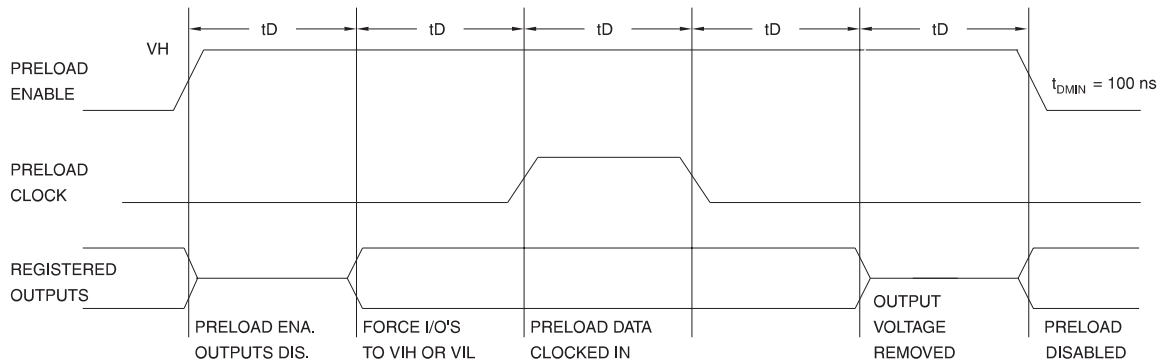 tD tD tD tD tD
VH
PRELOAD
ENABLE
tDMIN = 100 ns
PRELOAD
CLOCK
REGISTERED
OUTPUTS
PRELOAD ENA.
OUTPUTS DIS.
FORCE I/O'S
TO VIH OR VIL
PRELOAD DATA
CLOCKED IN
OUTPUT
VOLTAGE
REMOVED
PRELOAD
DISABLED